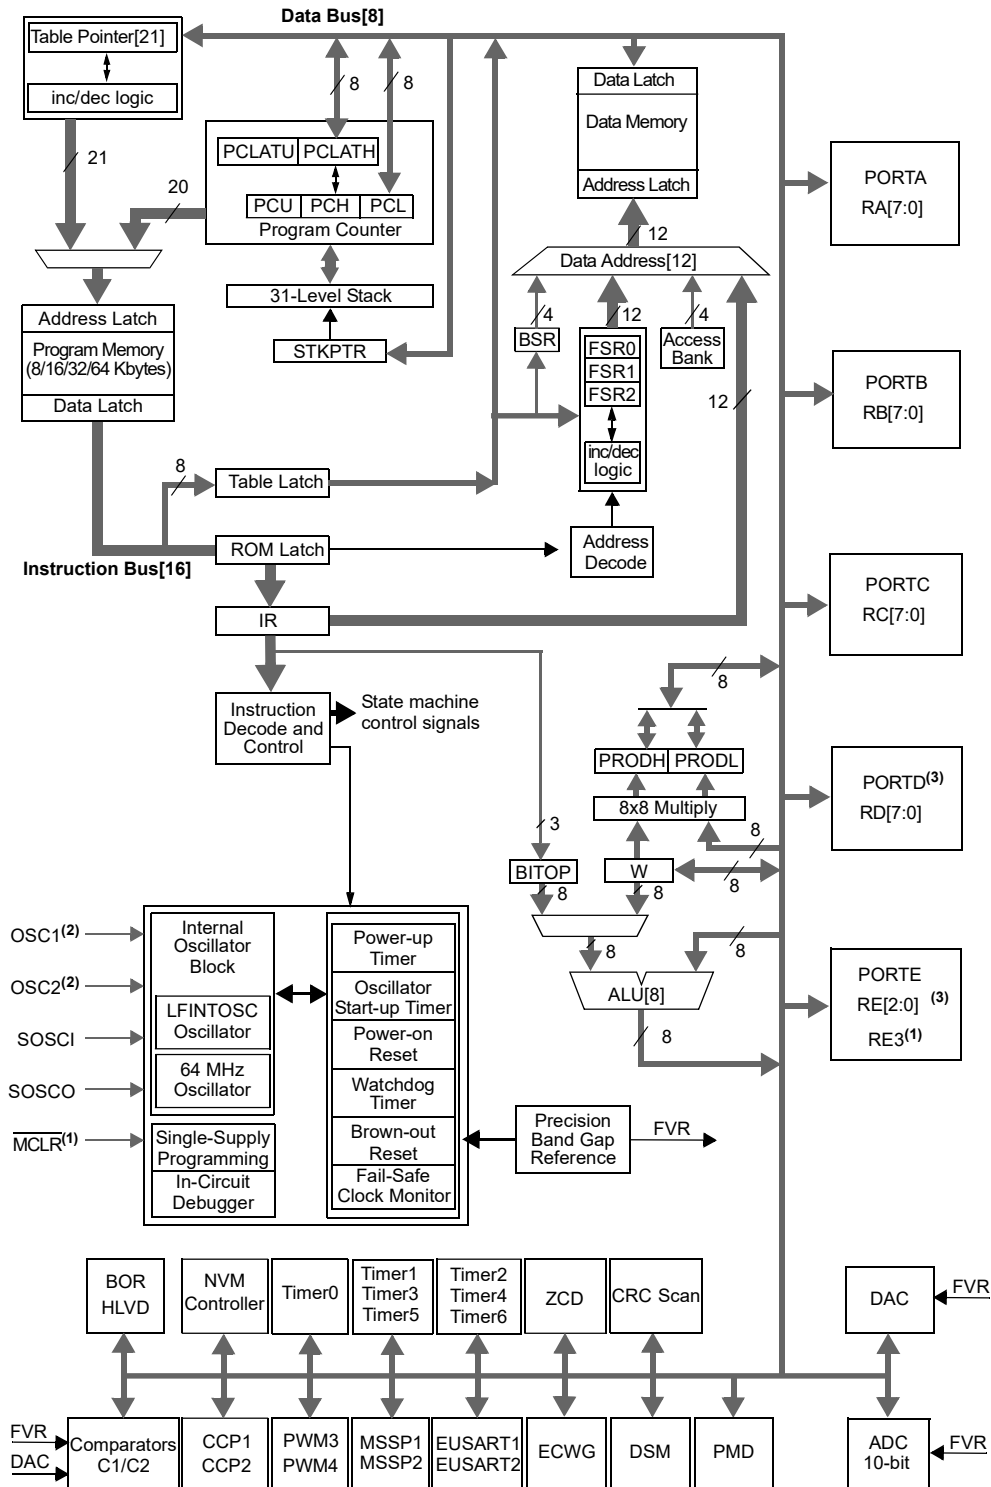 Data Bus[8]
Table Pointer[21]
inc/dec logic
21
20
8
8
PCLATU
PCLATH
PCU
PCH
PCL
Program Counter
31-Level Stack
STKPTR
Data Latch
Data Memory
Address Latch
12
Data Address[12]
4
12
4
BSR
FSR0
FSR1
FSR2
inc/dec
logic
Access
Bank
12
Address Latch
Program Memory
(8/16/32/64 Kbytes)
Data Latch
8
Table Latch
ROM Latch
Instruction Bus[16]
Address
Decode
IR
Instruction
Decode and
Control
State machine
control signals
8
PRODH
PRODL
8x8 Multiply
3
8
BITOP
W
8
8
8
8
8
ALU[8]
8
PORTA
RA[7:0]
PORTB
RB[7:0]
PORTC
RC[7:0]
PORTD(3)
RD[7:0]
PORTE
RE[2:0] (3)
RE3(1)
OSC1(2)
OSC2(2)
SOSCI
SOSCO
MCLR(1)
Internal
Oscillator
Block
LFINTOSC
Oscillator
64 MHz
Oscillator
Single-Supply
Programming
In-Circuit
Debugger
Power-up
Timer
Oscillator
Start-up Timer
Power-on
Reset
Watchdog
Timer
Brown-out
Reset
Fail-Safe
Clock Monitor
Precision
Band Gap
Reference
FVR
BOR
HLVD
NVM
Controller
Timer0
Timer1
Timer3
Timer5
Timer2
Timer4
Timer6
ZCD
CRC Scan
DAC
FVR
FVR
DAC
Comparators
C1/C2
CCP1
CCP2
PWM3
PWM4
MSSP1
MSSP2
EUSART1
EUSART2
ECWG
DSM
PMD
ADC
10-bit
FVR